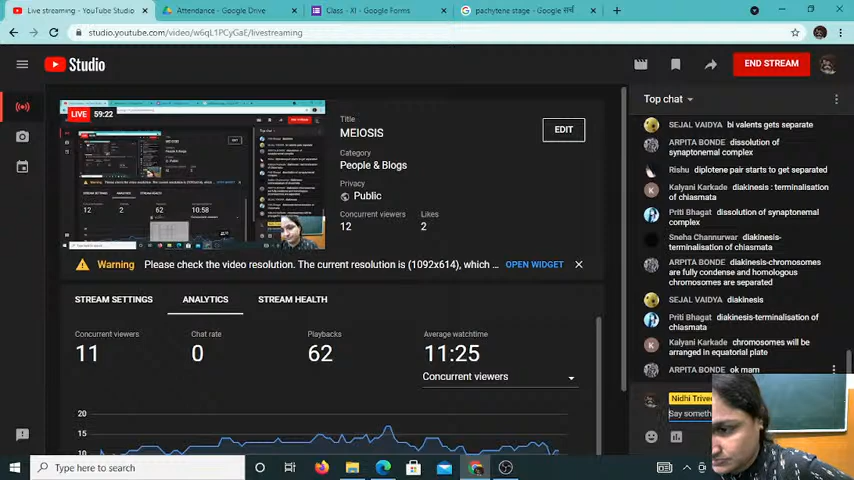 Live streaming - YouTube Studio
Attendance - Google Drive
Class - XI - Google Forms
pachytene stage - Google सर्च
studio.youtube.com/video/w6qL1PCyGaE/livestreaming
Studio
END STREAM
LIVE 59:22
Title
MEIOSIS
EDIT
Category
People & Blogs
Privacy
Public
Concurrent viewers
Likes
12
2
Warning Please check the video resolution. The current resolution is (1092x614), which ... OPEN WIDGET
STREAM SETTINGS
ANALYTICS
STREAM HEALTH
Concurrent viewers
Chat rate
Playbacks
Average watchtime
11
0
62
11:25
Concurrent viewers
20
15
Top chat
SEJAL VAIDYA bi valents gets separate
ARPITA BONDE dissolution of
synaptonemal complex
Rishu diplotene pair starts to get separated
Kalyani Karkade diakinesis : terminalisation
of chiasmata
Priti Bhagat dissolution of synaptonemal
complex
Sneha Channurwar diakinesis-
terminalisation of chiasmata
ARPITA BONDE diakinesis-chromosomes
are fully condense and homologous
chromosomes are separated
SEJAL VAIDYA diakinesis
Priti Bhagat diakinesis-terminalisation of
chiasmata
Kalyani Karkade chromosomes will be
arranged in equatorial plate
ARPITA BONDE ok mam
Nidhi
Say
Type here to search